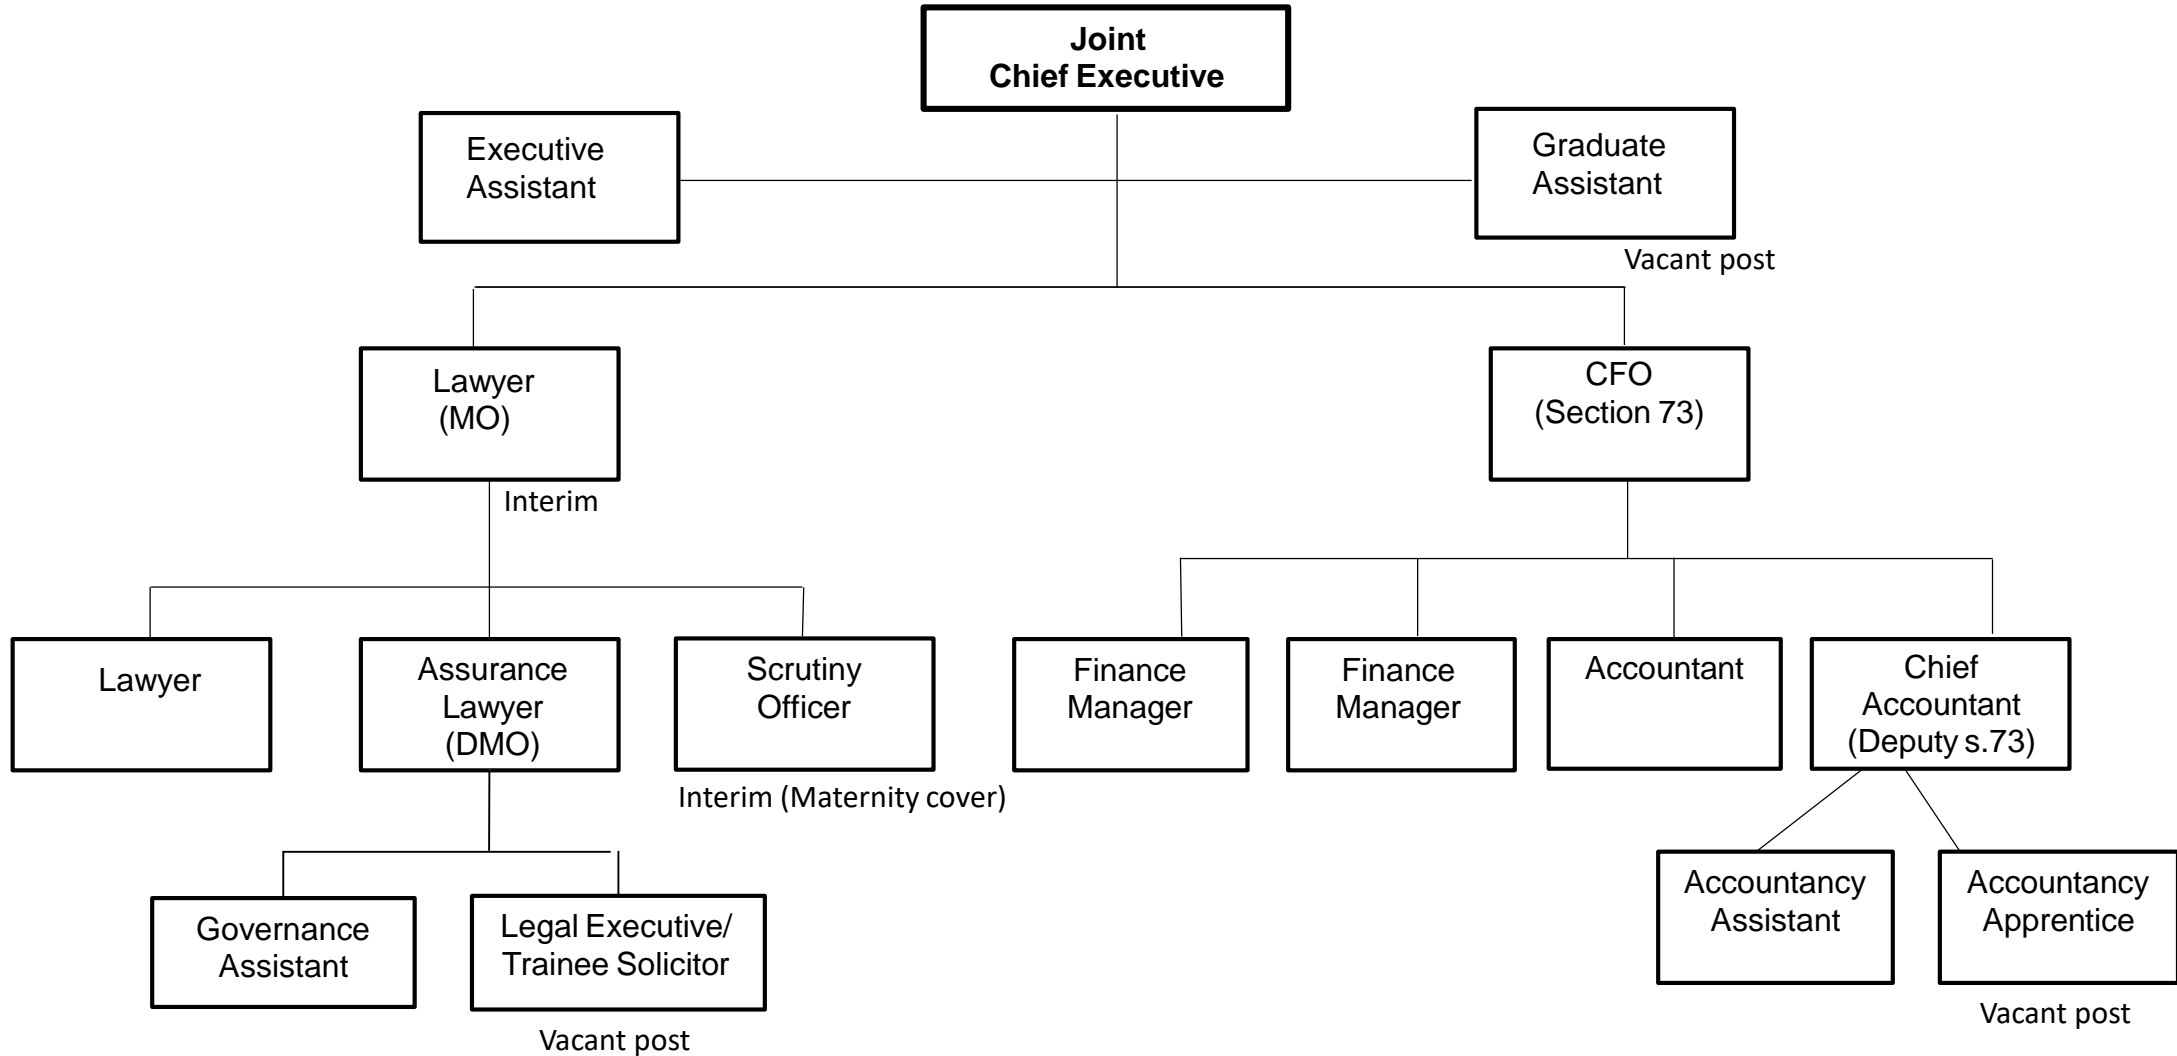 Joint
Chief Executive
Executive
Assistant
Graduate
Assistant
Vacant post
Lawyer
(MO)
Interim
CFO
(Section 73)
Lawyer
Assurance
Lawyer
(DMO)
Scrutiny
Officer
Interim (Maternity cover)
Finance
Manager
Finance
Manager
Accountant
Chief
Accountant
(Deputy s.73)
Governance
Assistant
Legal Executive/
Trainee Solicitor
Vacant post
Accountancy
Assistant
Accountancy
Apprentice
Vacant post